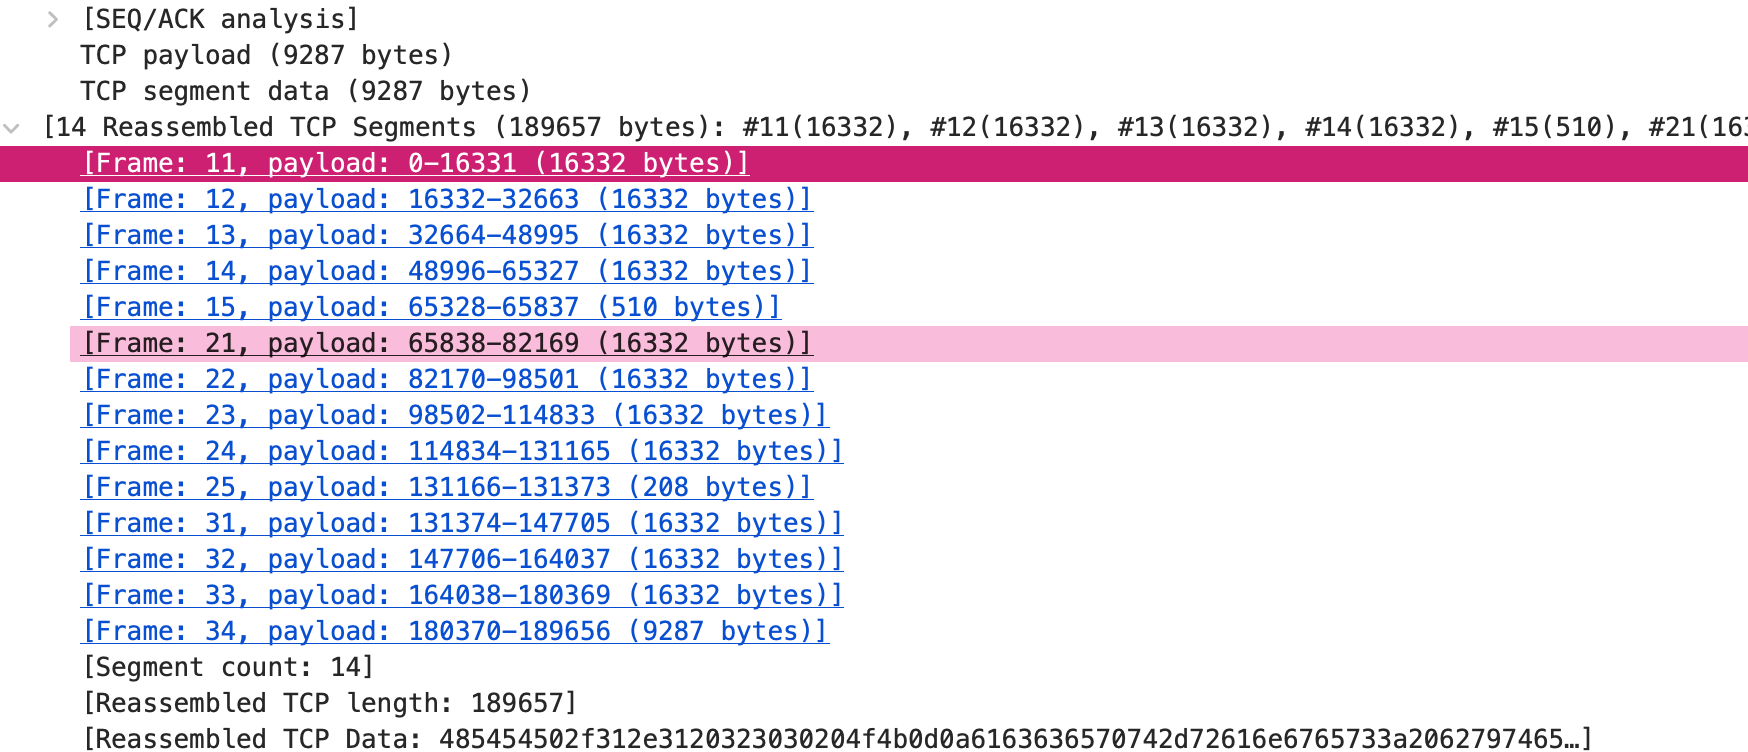 [SEQ/ACK analysis]
TCP payload (9287 bytes)
TCP segment data (9287 bytes)
[14 Reassembled TCP Segments (189657 bytes): #11(16332), #12(16332), #13(16332), #14(16332), #15(510), #21(163
[Frame: 11, payload: 0-16331 (16332 bytes)]
[Frame: 12, payload: 16332-32663 (16332 bytes)]
[Frame: 13, payload: 32664-48995 (16332 bytes)]
[Frame: 14, payload: 48996-65327 (16332 bytes)]
[Frame: 15, payload: 65328-65837 (510 bytes)]
[Frame: 21, payload: 65838-82169 (16332 bytes)]
[Frame: 22, payload: 82170-98501 (16332 bytes)]
[Frame: 23, payload: 98502-114833 (16332 bytes)]
[Frame: 24, payload: 114834-131165 (16332 bytes)]
[Frame: 25, payload: 131166-131373 (208 bytes)]
[Frame: 31, payload: 131374-147705 (16332 bytes)]
[Frame: 32, payload: 147706-164037 (16332 bytes)]
[Frame: 33, payload: 164038-180369 (16332 bytes)]
[Frame: 34, payload: 180370-189656 (9287 bytes)]
[Segment count: 14]
[Reassembled TCP length: 189657]
[Reassembled TCP Data: 485454502f312e3120323030204f4b0d0a6163636570742d72616e6765733a2062797465…]